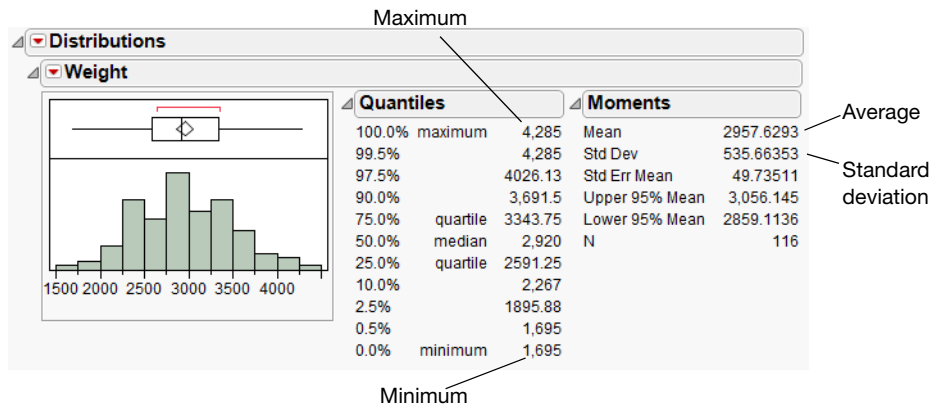 Maximum
Distributions
Weight
Quantiles
100.0% maximum 4,285
99.5% 4,285
97.5% 4026.13
90.0% 3,691.5
75.0% quartile 3343.75
50.0% median 2,920
25.0% quartile 2591.25
10.0% 2,267
2.5% 1895.88
0.5% 1,695
0.0% minimum 1,695
Moments
Mean 2957.6293
Std Dev 535.66353
Std Err Mean 49.73511
Upper 95% Mean 3,056.145
Lower 95% Mean 2859.1136
N 116
Average
Standard
deviation
1500 2000 2500 3000 3500 4000
Minimum